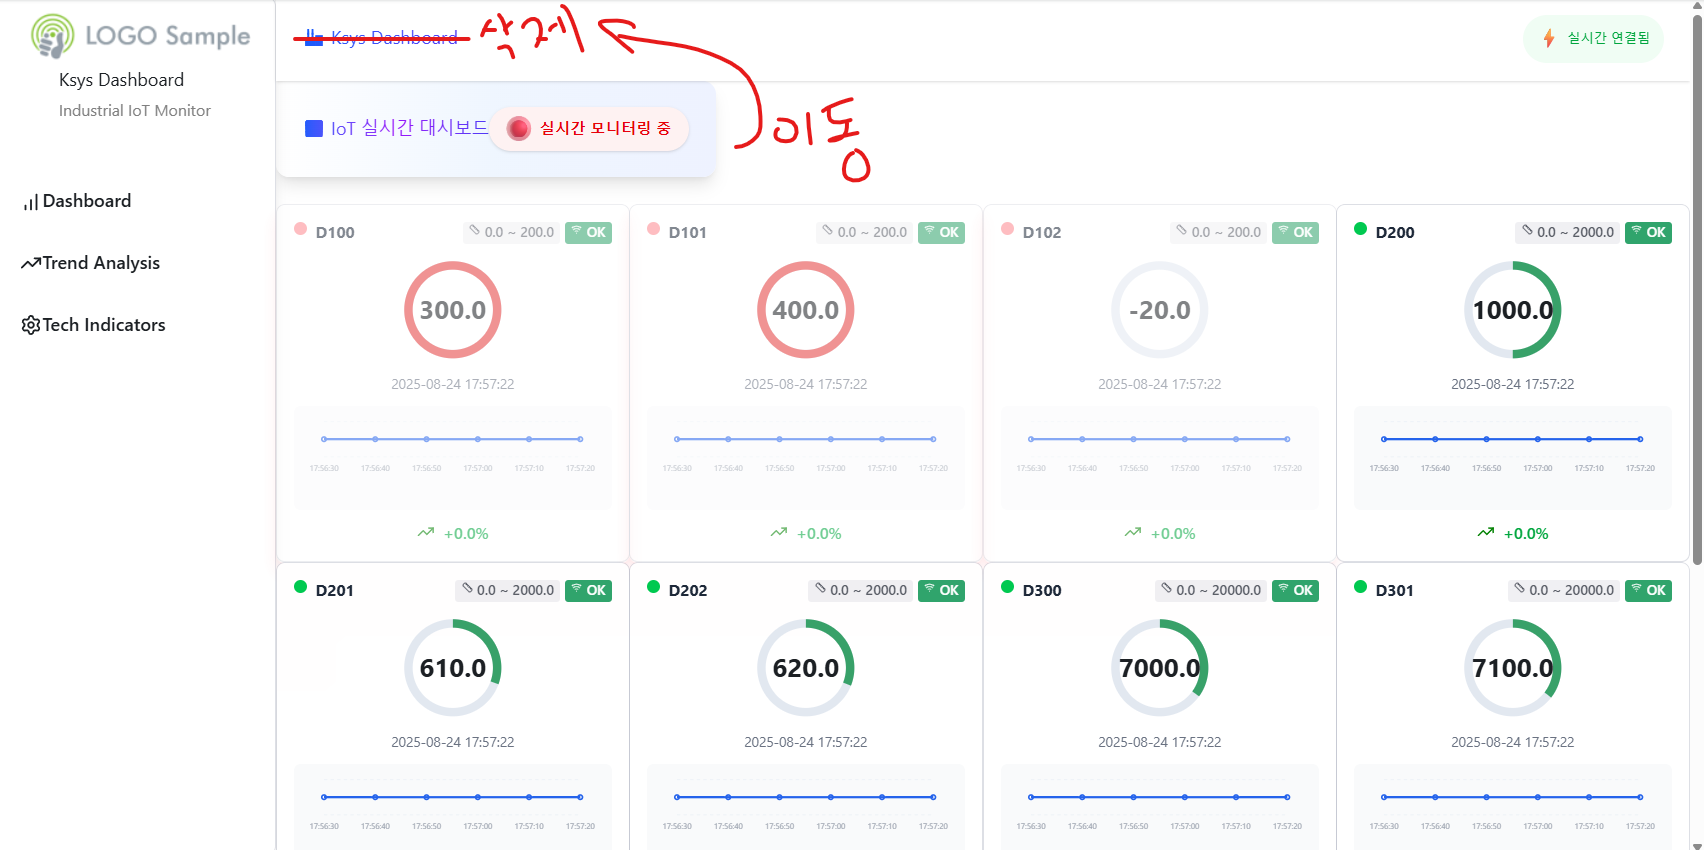 LOGO Sample
Ksys Dashboard
Industrial IoT Monitor
Dashboard
Trend Analysis
Tech Indicators
Ksys Dashboard
삭제
실시간 연결됨
IoT 실시간 대시보드
실시간 모니터링 중
이동
D100
0.0 ~ 200.0
OK
300.0
2025-08-24 17:57:22
17:56:30 17:56:40 17:56:50 17:57:00 17:57:10 17:57:20
+0.0%
D101
0.0 ~ 200.0
OK
400.0
2025-08-24 17:57:22
17:56:30 17:56:40 17:56:50 17:57:00 17:57:10 17:57:20
+0.0%
D102
0.0 ~ 200.0
OK
-20.0
2025-08-24 17:57:22
17:56:30 17:56:40 17:56:50 17:57:00 17:57:10 17:57:20
+0.0%
D200
0.0 ~ 2000.0
OK
1000.0
2025-08-24 17:57:22
17:56:30 17:56:40 17:56:50 17:57:00 17:57:10 17:57:20
+0.0%
D201
0.0 ~ 2000.0
OK
610.0
2025-08-24 17:57:22
17:56:30 17:56:40 17:56:50 17:57:00 17:57:10 17:57:20
D202
0.0 ~ 2000.0
OK
620.0
2025-08-24 17:57:22
17:56:30 17:56:40 17:56:50 17:57:00 17:57:10 17:57:20
D300
0.0 ~ 20000.0
OK
7000.0
2025-08-24 17:57:22
17:56:30 17:56:40 17:56:50 17:57:00 17:57:10 17:57:20
D301
0.0 ~ 20000.0
OK
7100.0
2025-08-24 17:57:22
17:56:30 17:56:40 17:56:50 17:57:00 17:57:10 17:57:20